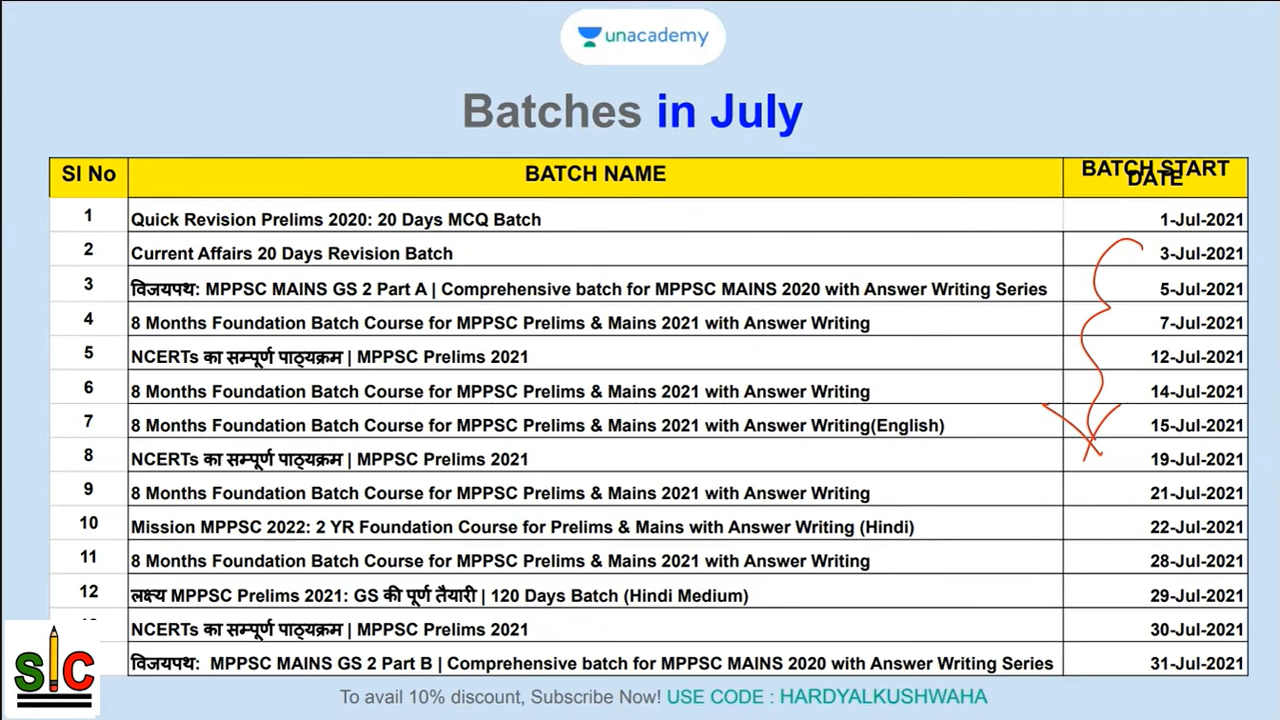 unacademy
Batches in July
SI No BATCH NAME BATCH START DATE
1 Quick Revision Prelims 2020: 20 Days MCQ Batch 1-Jul-2021
2 Current Affairs 20 Days Revision Batch 3-Jul-2021
3 विजयपथ: MPPSC MAINS GS 2 Part A | Comprehensive batch for MPPSC MAINS 2020 with Answer Writing Series 5-Jul-2021
4 8 Months Foundation Batch Course for MPPSC Prelims & Mains 2021 with Answer Writing 7-Jul-2021
5 NCERTs का सम्पूर्ण पाठ्यक्रम | MPPSC Prelims 2021 12-Jul-2021
6 8 Months Foundation Batch Course for MPPSC Prelims & Mains 2021 with Answer Writing 14-Jul-2021
7 8 Months Foundation Batch Course for MPPSC Prelims & Mains 2021 with Answer Writing(English) 15-Jul-2021
8 NCERTs का सम्पूर्ण पाठ्यक्रम | MPPSC Prelims 2021 19-Jul-2021
9 8 Months Foundation Batch Course for MPPSC Prelims & Mains 2021 with Answer Writing 21-Jul-2021
10 Mission MPPSC 2022: 2 YR Foundation Course for Prelims & Mains with Answer Writing (Hindi) 22-Jul-2021
11 8 Months Foundation Batch Course for MPPSC Prelims & Mains 2021 with Answer Writing 28-Jul-2021
12 लक्ष्य MPPSC Prelims 2021: GS की पूर्ण तैयारी | 120 Days Batch (Hindi Medium) 29-Jul-2021
NCERTs का सम्पूर्ण पाठ्यक्रम | MPPSC Prelims 2021 30-Jul-2021
विजयपथ: MPPSC MAINS GS 2 Part B | Comprehensive batch for MPPSC MAINS 2020 with Answer Writing Series 31-Jul-2021
SIC
To avail 10% discount, Subscribe Now! USE CODE : HARDYALKUSHWAHA